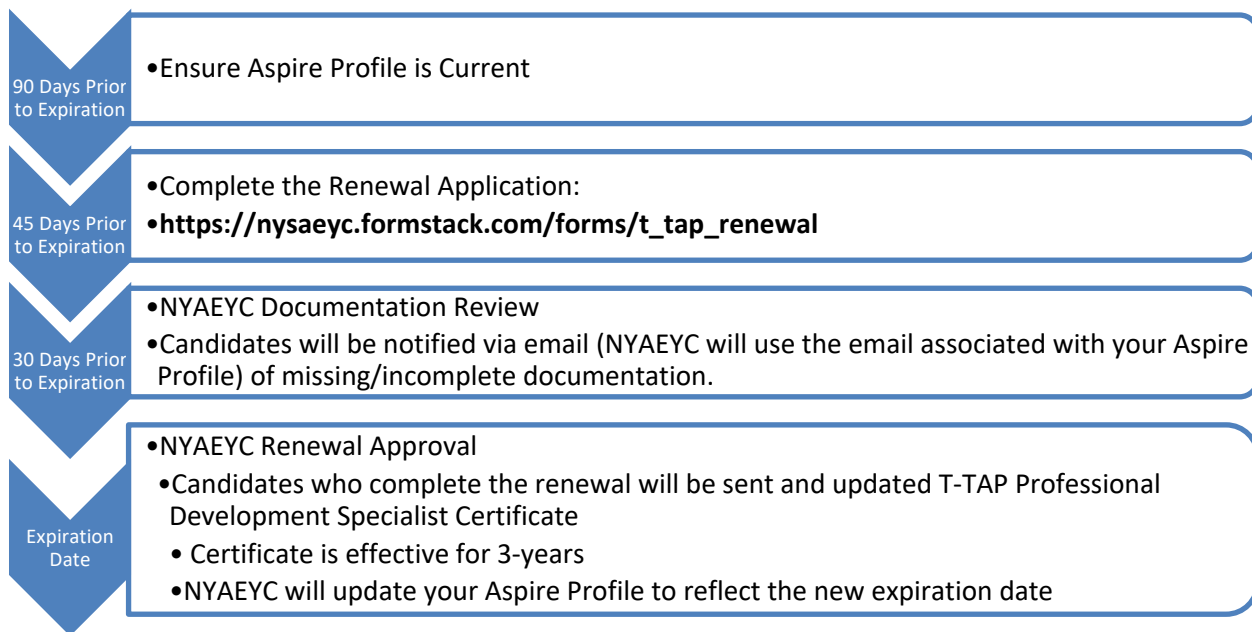 90 Days Prior
to Expiration
•Ensure Aspire Profile is Current
45 Days Prior
to Expiration
•Complete the Renewal Application:
•https://nysaeyc.formstack.com/forms/t_tap_renewal
30 Days Prior
to Expiration
•NYAEYC Documentation Review
•Candidates will be notified via email (NYAEYC will use the email associated with your Aspire
Profile) of missing/incomplete documentation.
Expiration
Date
•NYAEYC Renewal Approval
•Candidates who complete the renewal will be sent and updated T-TAP Professional
Development Specialist Certificate
• Certificate is effective for 3-years
•NYAEYC will update your Aspire Profile to reflect the new expiration date